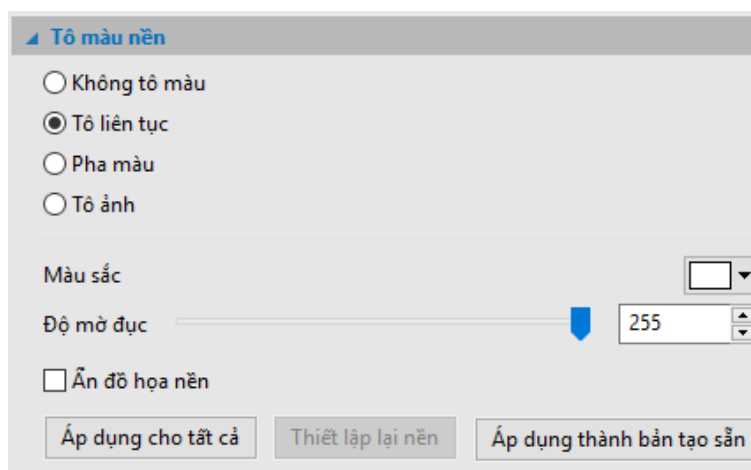 Tô màu nền
Không tô màu
Tô liên tục
Pha màu
Tô ảnh
Màu sắc
Độ mờ đục 255
Ẩn đồ họa nền
Áp dụng cho tất cả Thiết lập lại nền Áp dụng thành bản tạo sẵn